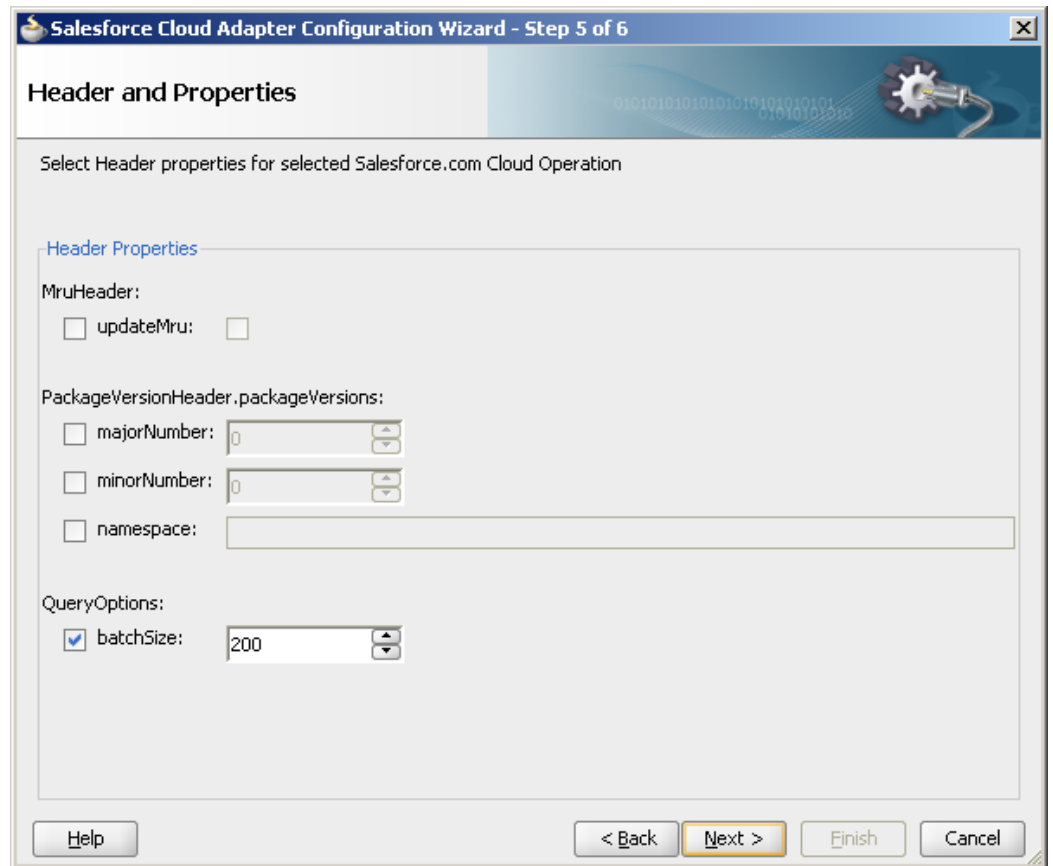 Salesforce Cloud Adapter Configuration Wizard - Step 5 of 6
Header and Properties
Select Header properties for selected Salesforce.com Cloud Operation
Header Properties
MruHeader:
updateMru:
PackageVersionHeader.packageVersions:
majorNumber: 0
minorNumber: 0
namespace:
QueryOptions:
batchSize: 200
Help < Back Next > Finish Cancel